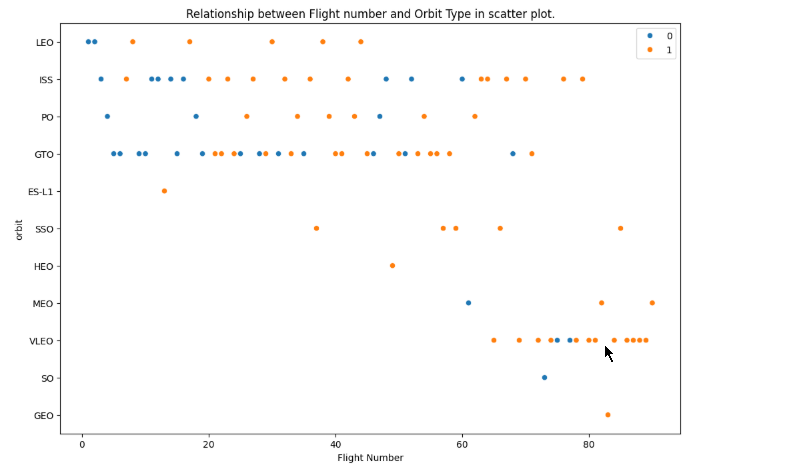 Relationship between Flight number and Orbit Type in scatter plot.
0
1
LEO
ISS
PO
GTO
ES-L1
SSO
HEO
MEO
VLEO
SO
GEO
orbit
0 20 40 60 80
Flight Number